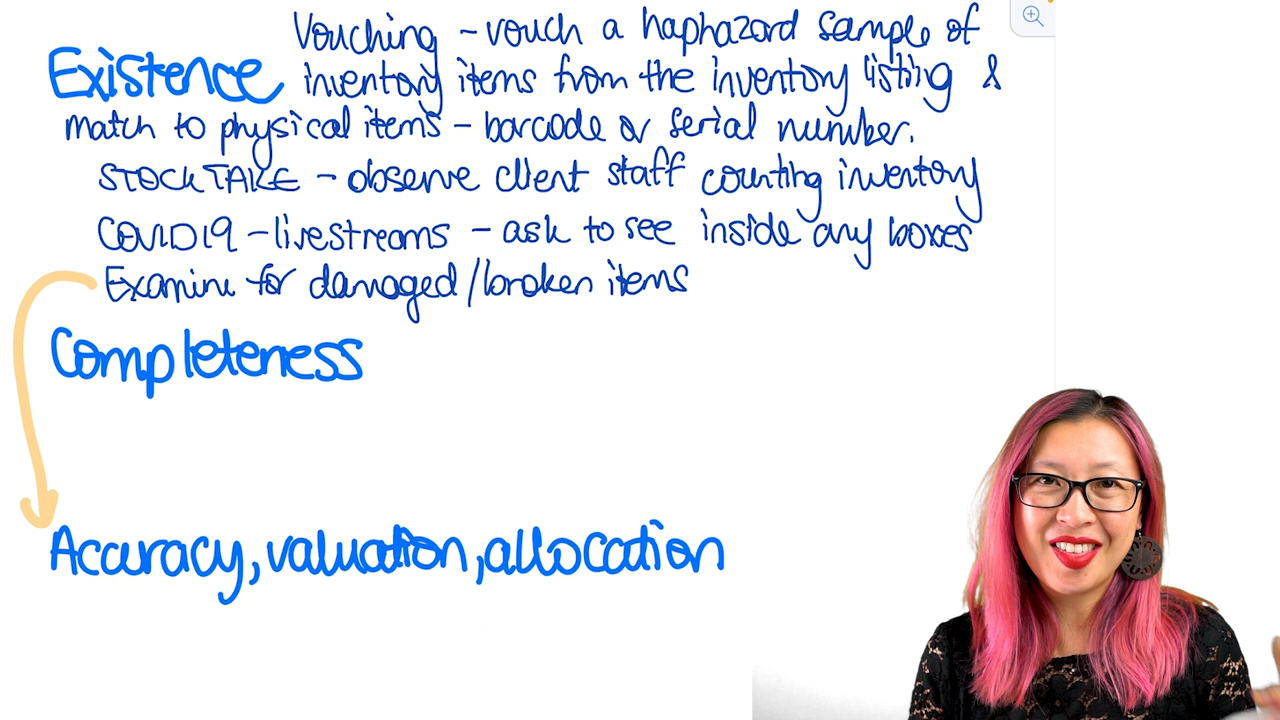 Vouching - vouch a haphazard sample of
Existence inventory items from the inventory listing &
match to physical items - barcode or serial number.
STOCKTAKE - observe client staff counting inventory
COVID19 - livestreams - ask to see inside any boxes
Examine for damaged/broken items
Completeness
Accuracy, valuation, allocation